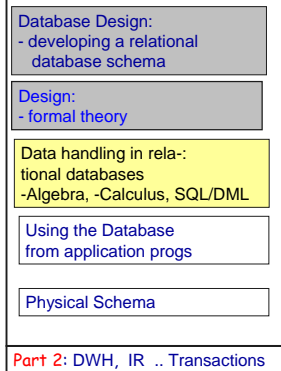 Database Design:
- developing a relational
database schema
Design:
- formal theory
Data handling in rela-:
tional databases
-Algebra, -Calculus, SQL/DML
Using the Database
from application progs
Physical Schema
Part 2: DWH, IR .. Transactions